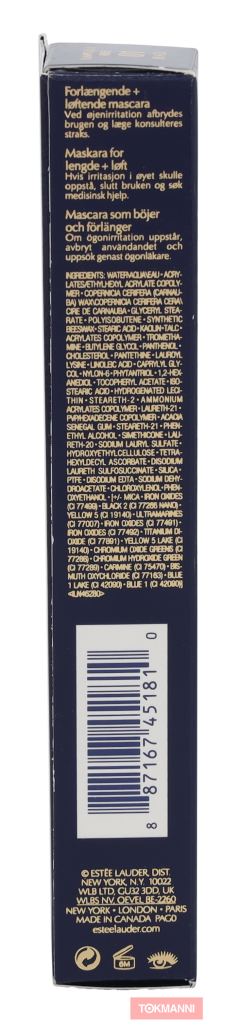 Forlængende +
løftende mascara
Ved øjenirritation afbrydes
brugen og læge konsulteres
straks.
Maskara for
lengde + løft
Hvis irritasjon i øyet skulle
oppstå, slutt bruken og søk
medisinsk hjelp.
Mascara som böjer
och förlänger
Om ögonirritation uppstår,
avbryt användandet och
uppsök genast ögonläkare.
INGREDIENTS: WATER\AQUA\EAU • ACRY-
LATES/ETHYLHEXYL ACRYLATE COPOLY-
MER • COPERNICIA CERIFERA (CARNAU-
BA) WAX\COPERNICIA CERIFERA CERA\
CIRE DE CARNAUBA • GLYCERYL STEA-
RATE • POLYISOBUTENE • SYNTHETIC
BEESWAX • STEARIC ACID • KAOLIN • TALC •
ACRYLATES COPOLYMER • TROMETHA-
MINE • BUTYLENE GLYCOL • PANTHENOL •
CHOLESTEROL • PANTETHINE • LAUROYL
LYSINE • LINOLEIC ACID • CAPRYLYL GLY-
COL • NYLON-6 • PHYTANTRIOL • 1,2-HEX-
ANEDIOL • TOCOPHERYL ACETATE • ISO-
STEARIC ACID • HYDROGENATED LECI-
THIN • STEARETH-2 • AMMONIUM
ACRYLATES COPOLYMER • LAURETH-21 •
PVP/HEXADECENE COPOLYMER • ACACIA
SENEGAL GUM • STEARETH-21 • PHEN-
ETHYL ALCOHOL • SIMETHICONE • LAU-
RETH-20 • SODIUM LAURYL SULFATE •
HYDROXYETHYLCELLULOSE • TETRA-
HEXYLDECYL ASCORBATE • DISODIUM
LAURETH SULFOSUCCINATE • SILICA •
PTFE • DISODIUM EDTA • SODIUM DEHY-
DROACETATE • CHLOROXYLENOL • PHEN-
OXYETHANOL • [+/- MICA • IRON OXIDES
(CI 77499) • BLACK 2 (CI 77266 NANO) •
YELLOW 5 (CI 19140) • ULTRAMARINES
(CI 77007) • IRON OXIDES (CI 77491) •
IRON OXIDES (CI 77492) • TITANIUM DI-
OXIDE (CI 77891) • YELLOW 5 LAKE (CI
19140) • CHROMIUM OXIDE GREENS (CI
77288) • CHROMIUM HYDROXIDE GREEN
(CI 77289) • CARMINE (CI 75470) • BIS-
MUTH OXYCHLORIDE (CI 77163) • BLUE
1 LAKE (CI 42090) • BLUE 1 (CI 42090)]
<ILN46280>
8 87167 45181 0
© ESTÉE LAUDER, DIST.
NEW YORK, N.Y. 10022
WLB LTD, GU32 3DD, UK
WLBS NV, OEVEL BE-2260
NEW YORK • LONDON • PARIS
MADE IN CANADA PAG0
esteelauder.com
6M
TOKMANNI